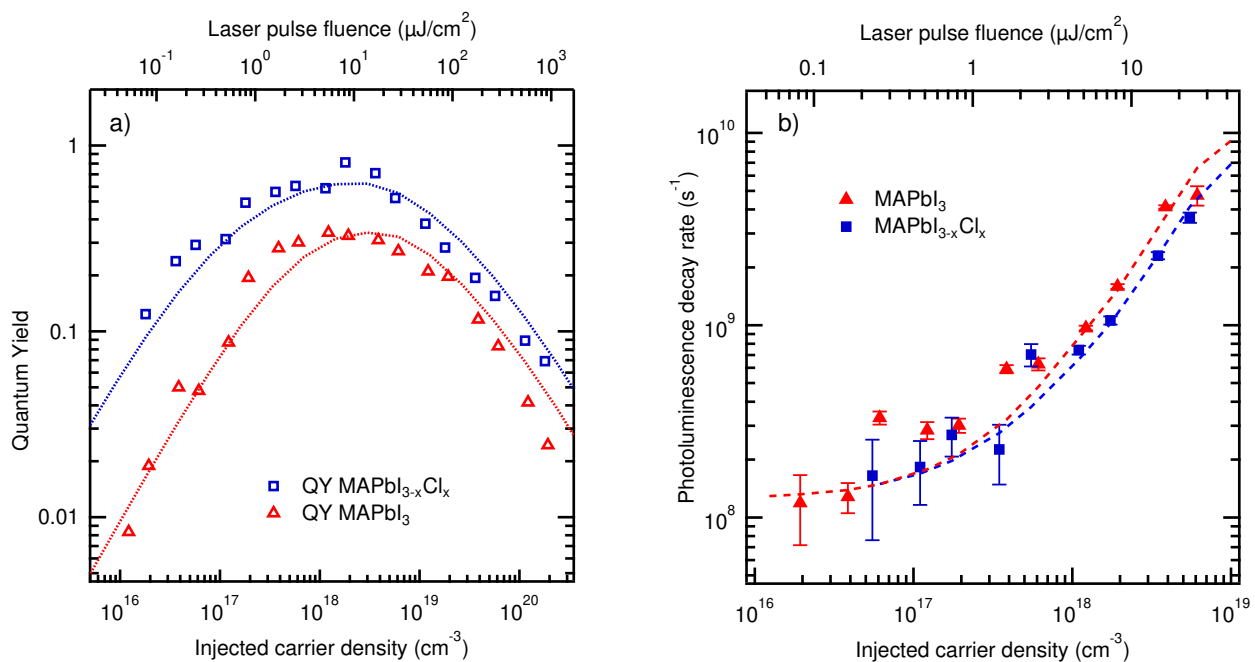 Laser pulse fluence (μJ/cm²)
10⁻¹ 10⁰ 10¹ 10² 10³
a)
1
0.1
0.01
Quantum Yield
QY MAPbI₃₋ₓClₓ
QY MAPbI₃
10¹⁶ 10¹⁷ 10¹⁸ 10¹⁹ 10²⁰
Injected carrier density (cm⁻³)
Laser pulse fluence (μJ/cm²)
0.1 1 10
b)
10¹⁰
10⁹
10⁸
Photoluminescence decay rate (s⁻¹)
MAPbI₃
MAPbI₃₋ₓClₓ
10¹⁶ 10¹⁷ 10¹⁸ 10¹⁹
Injected carrier density (cm⁻³)